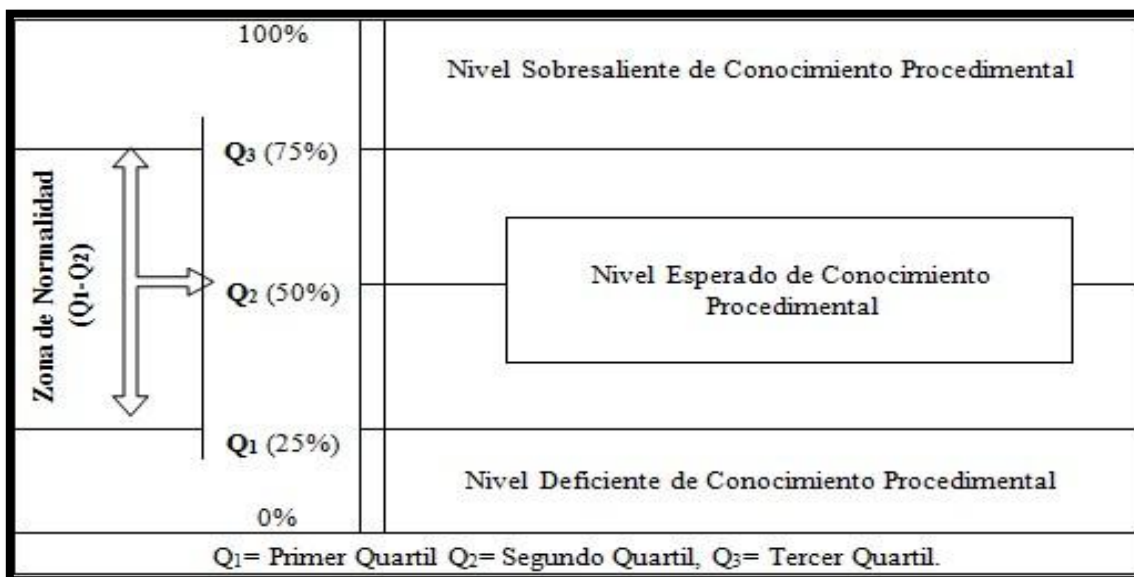 100%
Nivel Sobresaliente de Conocimiento Procedimental
Q3 (75%)
Zona de Normalidad
(Q1-Q2)
Q2 (50%)
Nivel Esperado de Conocimiento
Procedimental
Q1 (25%)
Nivel Deficiente de Conocimiento Procedimental
0%
Q1= Primer Quartil Q2= Segundo Quartil, Q3= Tercer Quartil.